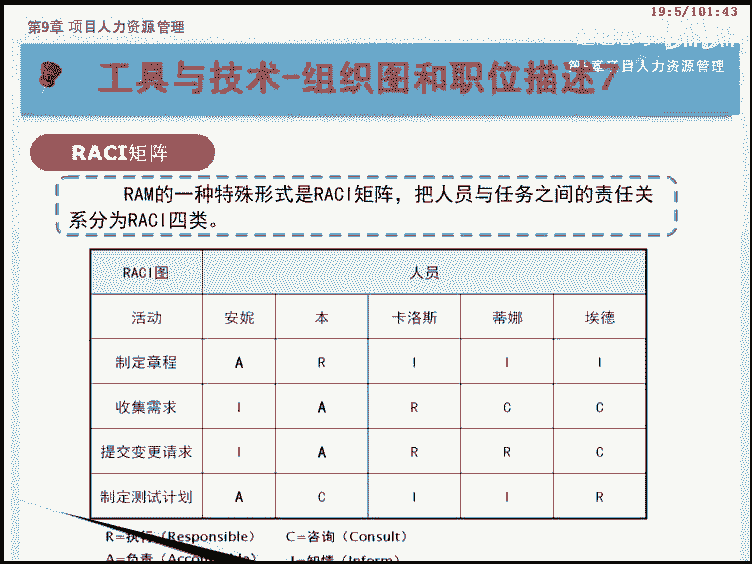 19:5/101:43
第9章 项目人力资源管理
工具与技术-组织图和职位描述7
章项目人力资源管理
RACI矩阵
RAM的一种特殊形式是RACI矩阵，把人员与任务之间的责任关
系分为RACI四类。
RACI图 人员
活动 安妮 本 卡洛斯 蒂娜 埃德
制定章程 A R I I I
收集需求 I A R C C
提交变更请求 I A R R C
制定测试计划 A C I I R
R=执行（Responsible） C=咨询（Consult）
A=负责（Accountable） I=知情（Inform）